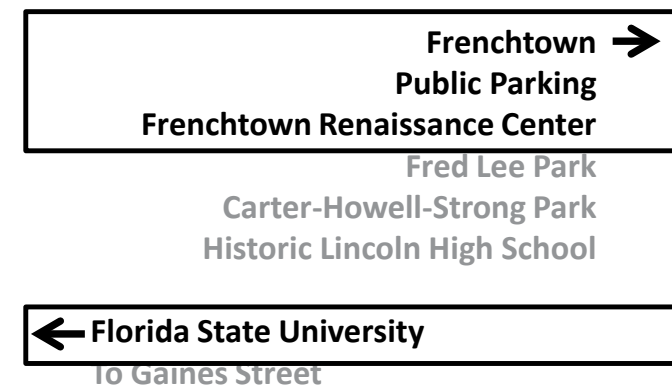 Frenchtown
Public Parking
Frenchtown Renaissance Center
Fred Lee Park
Carter-Howell-Strong Park
Historic Lincoln High School
Florida State University
To Gaines Street